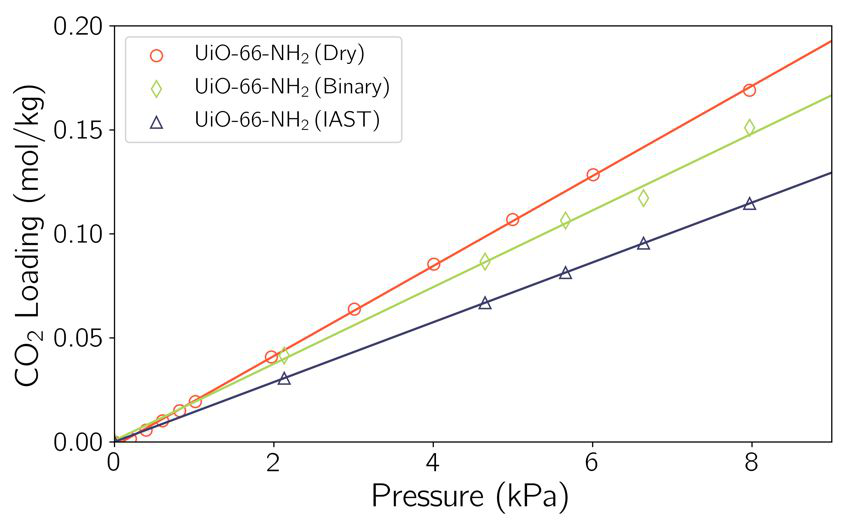 0.20
0.15
0.10
0.05
0.00
CO₂ Loading (mol/kg)
UiO-66-NH₂ (Dry)
UiO-66-NH₂ (Binary)
UiO-66-NH₂ (IAST)
0 2 4 6 8
Pressure (kPa)